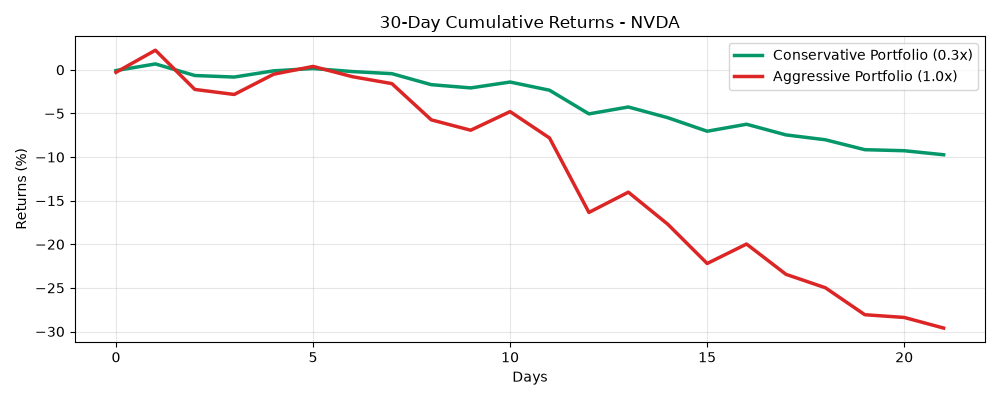 30-Day Cumulative Returns - NVDA
Conservative Portfolio (0.3x)
Aggressive Portfolio (1.0x)
Returns (%)
0
−5
−10
−15
−20
−25
−30
0
5
10
15
20
Days